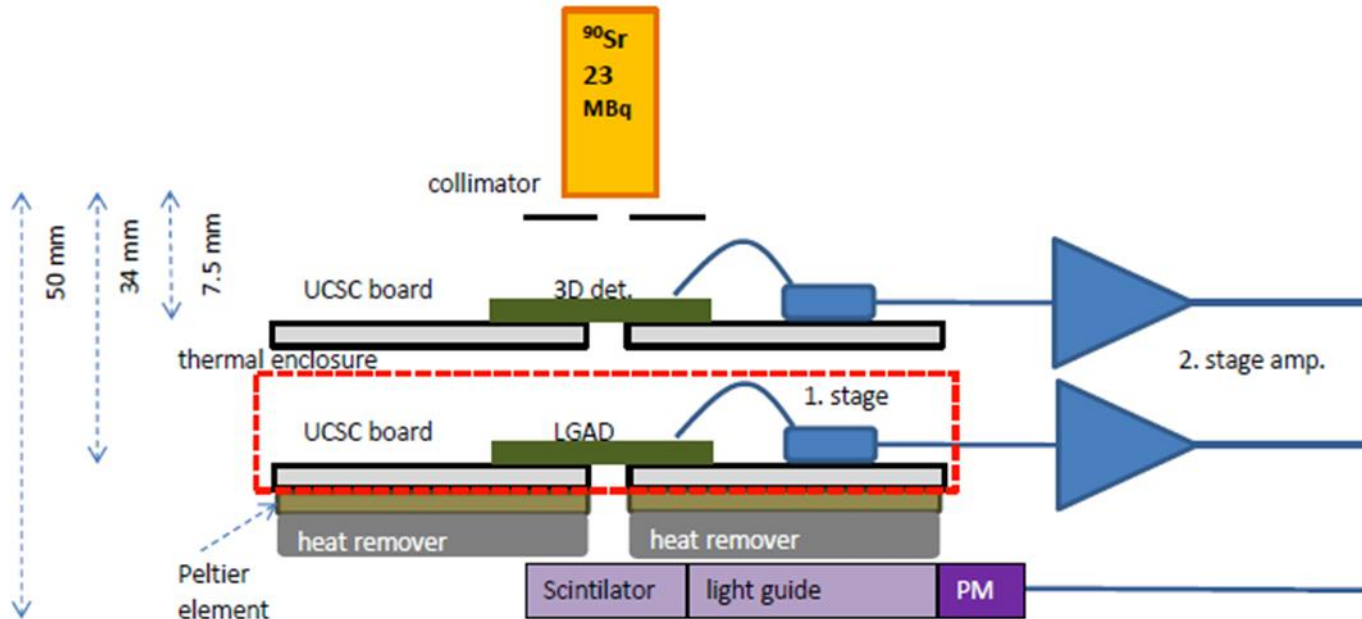 ⁹⁰Sr
23
MBq
collimator
50 mm
34 mm
7.5 mm
UCSC board
3D det.
thermal enclosure
2. stage amp.
1. stage
UCSC board
LGAD
heat remover
heat remover
Peltier
element
Scintilator
light guide
PM